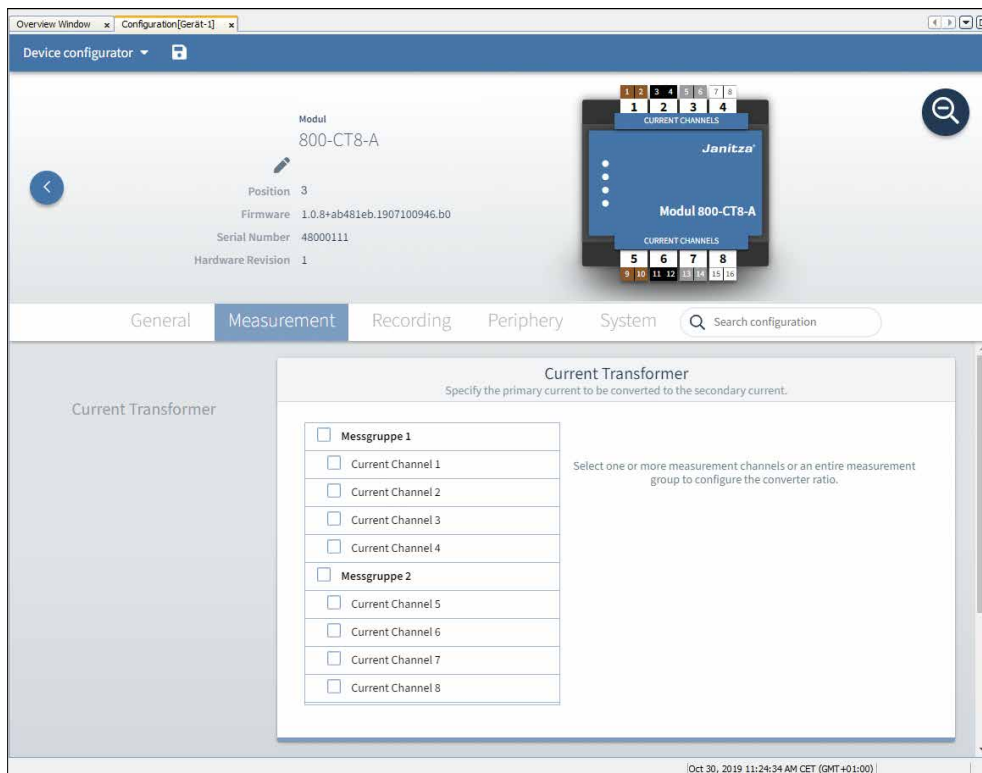 Overview Window x Configuration[Gerät-1] x
Device configurator
Modul
800-CT8-A
Position 3
Firmware 1.0.8+ab481eb.1907100946.b0
Serial Number 48000111
Hardware Revision 1
1 2 3 4 5 6 7 8
1 2 3 4
CURRENT CHANNELS
Janitza®
Modul 800-CT8-A
CURRENT CHANNELS
5 6 7 8
9 10 11 12 13 14 15 16
General Measurement Recording Periphery System Search configuration
Current Transformer
Current Transformer
Specify the primary current to be converted to the secondary current.
Messgruppe 1
Current Channel 1
Current Channel 2
Current Channel 3
Current Channel 4
Messgruppe 2
Current Channel 5
Current Channel 6
Current Channel 7
Current Channel 8
Select one or more measurement channels or an entire measurement
group to configure the converter ratio.
Oct 30, 2019 11:24:34 AM CET (GMT+01:00)